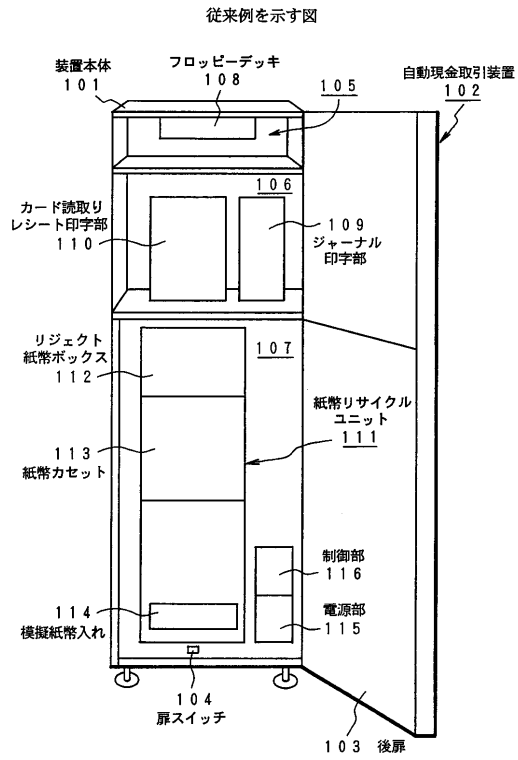 従来例を示す図
フロッピーデッキ
108
装置本体
101
105
自動現金取引装置
102
106
カード読取り
レシート印字部
110
109
ジャーナル
印字部
リジェクト
紙幣ボックス
112
107
紙幣リサイクル
ユニット
111
113
紙幣カセット
制御部
116
114
模擬紙幣入れ
電源部
115
104
扉スイッチ
103 後扉